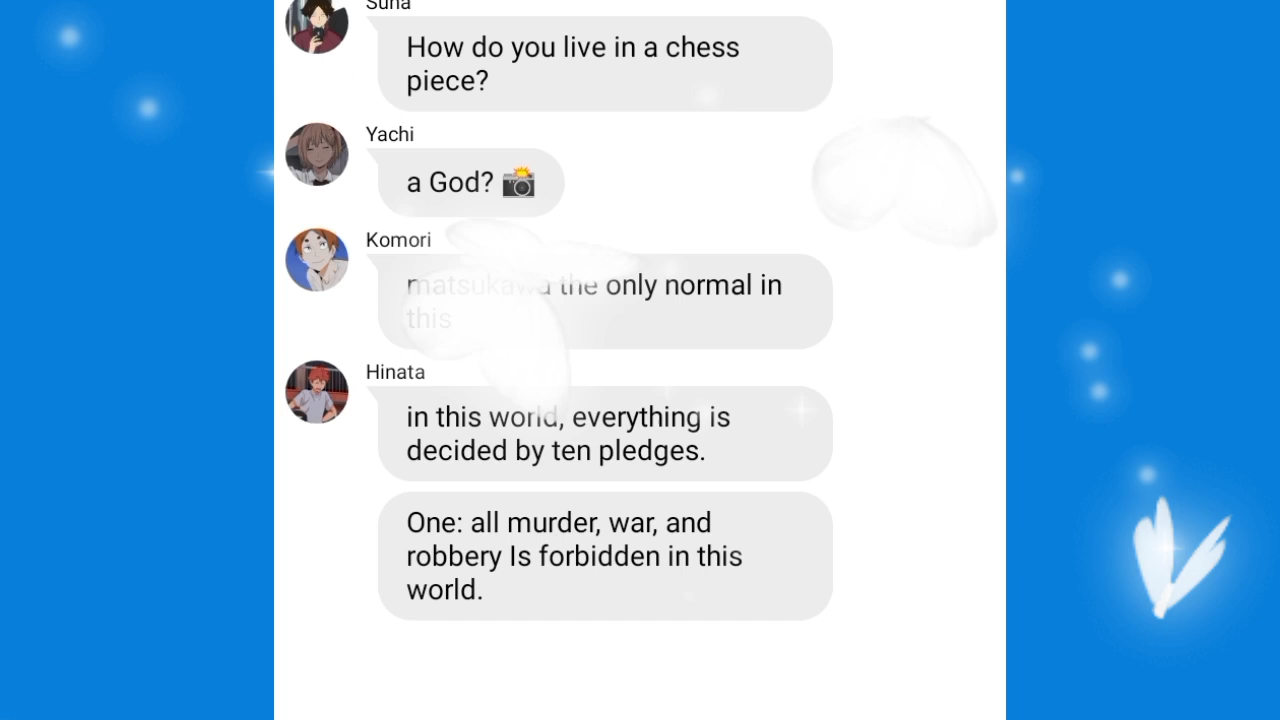 Suna
How do you live in a chess
piece?
Yachi
a God? 📸
Komori
matsukawa the only normal in
this
Hinata
in this world, everything is
decided by ten pledges.
One: all murder, war, and
robbery Is forbidden in this
world.